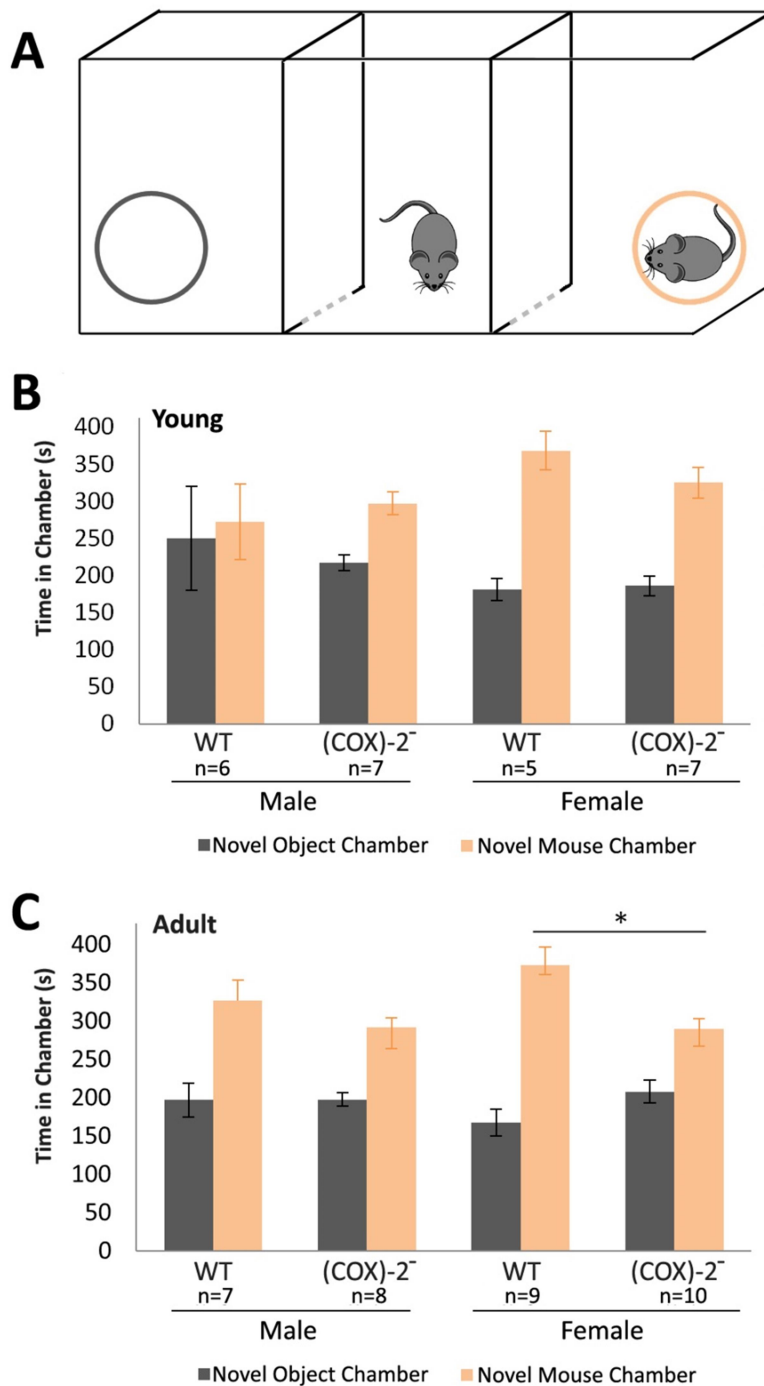 A
B
Young
Time in Chamber (s)
400
350
300
250
200
150
100
50
0
WT (COX)-2⁻ WT (COX)-2⁻
n=6 n=7 n=5 n=7
Male Female
Novel Object Chamber Novel Mouse Chamber
C
Adult
*
Time in Chamber (s)
400
350
300
250
200
150
100
50
0
WT (COX)-2⁻ WT (COX)-2⁻
n=7 n=8 n=9 n=10
Male Female
Novel Object Chamber Novel Mouse Chamber